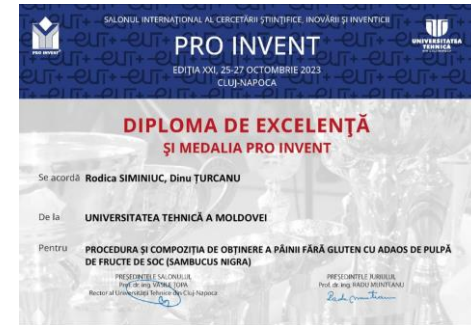 SALONUL INTERNAȚIONAL AL CERCETĂRII ȘTIINȚIFICE, INOVĂRII ȘI INVENTICII
PRO INVENT
UNIVERSITATEA
TEHNICA
PRO INVENT
EDIȚIA XXI, 25-27 OCTOMBRIE 2023
CLUJ-NAPOCA
DIPLOMA DE EXCELENȚĂ
ȘI MEDALIA PRO INVENT
Se acordă Rodica SIMINIUC, Dinu ȚURCANU
De la UNIVERSITATEA TEHNICĂ A MOLDOVEI
Pentru PROCEDURA ȘI COMPOZIȚIA DE OBȚINERE A PÂINII FĂRĂ GLUTEN CU ADAOS DE PULPĂ
DE FRUCTE DE SOC (SAMBUCUS NIGRA)
PREȘEDINTELE SALONULUI,
Prof. dr. ing. VASILE ȚOPA
Rector al Universității Tehnice din Cluj-Napoca
PREȘEDINTELE JURIULUI,
Prof. dr. ing. RADU MUNTEANU